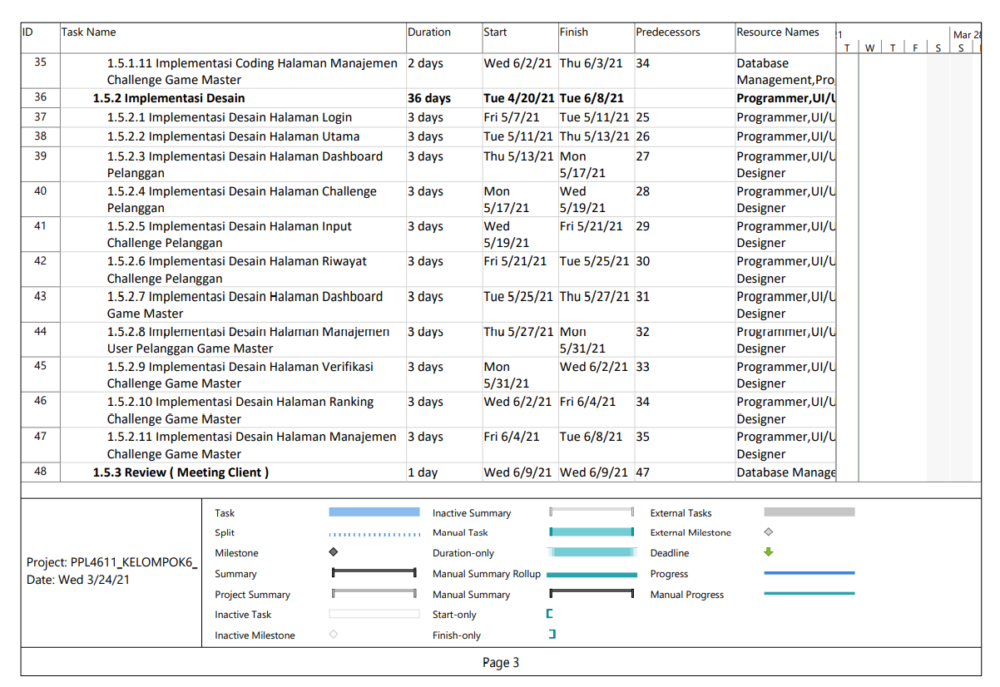 ID Task Name Duration Start Finish Predecessors Resource Names
Mar 28
T W T F S S
35 1.5.1.11 Implementasi Coding Halaman Manajemen 2 days Wed 6/2/21 Thu 6/3/21 34 Database
Challenge Game Master Management,Pro
36 1.5.2 Implementasi Desain 36 days Tue 4/20/21 Tue 6/8/21 Programmer,UI/U
37 1.5.2.1 Implementasi Desain Halaman Login 3 days Fri 5/7/21 Tue 5/11/21 25 Programmer,UI/U
38 1.5.2.2 Implementasi Desain Halaman Utama 3 days Tue 5/11/21 Thu 5/13/21 26 Programmer,UI/U
39 1.5.2.3 Implementasi Desain Halaman Dashboard 3 days Thu 5/13/21 Mon 27 Programmer,UI/U
Pelanggan 5/17/21 Designer
40 1.5.2.4 Implementasi Desain Halaman Challenge 3 days Mon Wed 28 Programmer,UI/U
Pelanggan 5/17/21 5/19/21 Designer
41 1.5.2.5 Implementasi Desain Halaman Input 3 days Wed Fri 5/21/21 29 Programmer,UI/U
Challenge Pelanggan 5/19/21 Designer
42 1.5.2.6 Implementasi Desain Halaman Riwayat 3 days Fri 5/21/21 Tue 5/25/21 30 Programmer,UI/U
Challenge Pelanggan Designer
43 1.5.2.7 Implementasi Desain Halaman Dashboard 3 days Tue 5/25/21 Thu 5/27/21 31 Programmer,UI/U
Game Master Designer
44 1.5.2.8 Implementasi Desain Halaman Manajemen 3 days Thu 5/27/21 Mon 32 Programmer,UI/U
User Pelanggan Game Master 5/31/21 Designer
45 1.5.2.9 Implementasi Desain Halaman Verifikasi 3 days Mon Wed 6/2/21 33 Programmer,UI/U
Challenge Game Master 5/31/21 Designer
46 1.5.2.10 Implementasi Desain Halaman Ranking 3 days Wed 6/2/21 Fri 6/4/21 34 Programmer,UI/U
Challenge Game Master Designer
47 1.5.2.11 Implementasi Desain Halaman Manajemen 3 days Fri 6/4/21 Tue 6/8/21 35 Programmer,UI/U
Challenge Game Master Designer
48 1.5.3 Review ( Meeting Client ) 1 day Wed 6/9/21 Wed 6/9/21 47 Database Manage
Project: PPL4611_KELOMPOK6_
Date: Wed 3/24/21
Task Inactive Summary External Tasks
Split Manual Task External Milestone
Milestone Duration-only Deadline
Summary Manual Summary Rollup Progress
Project Summary Manual Summary Manual Progress
Inactive Task Start-only
Inactive Milestone Finish-only
Page 3